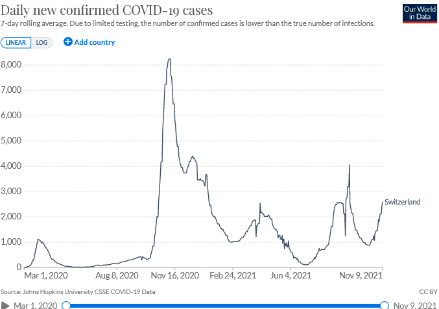 Daily new confirmed COVID-19 cases
7-day rolling average. Due to limited testing, the number of confirmed cases is lower than the true number of infections.
Our World
in Data
LINEAR LOG
Add country
8,000
7,000
6,000
5,000
4,000
3,000
Switzerland
2,000
1,000
0
Mar 1, 2020 Aug 8, 2020 Nov 16, 2020 Feb 24, 2021 Jun 4, 2021 Nov 9, 2021
Source: Johns Hopkins University CSSE COVID-19 Data CC BY
Mar 1, 2020 Nov 9, 2021